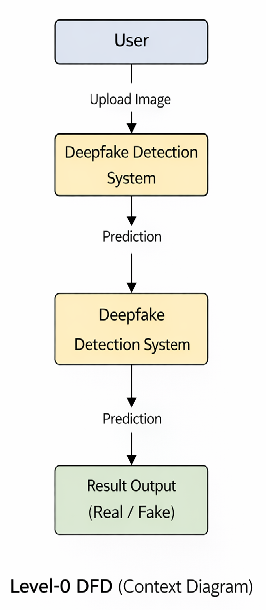 User
Upload Image
Deepfake Detection
System
Prediction
Deepfake
Detection System
Prediction
Result Output
(Real / Fake)
Level-0 DFD (Context Diagram)